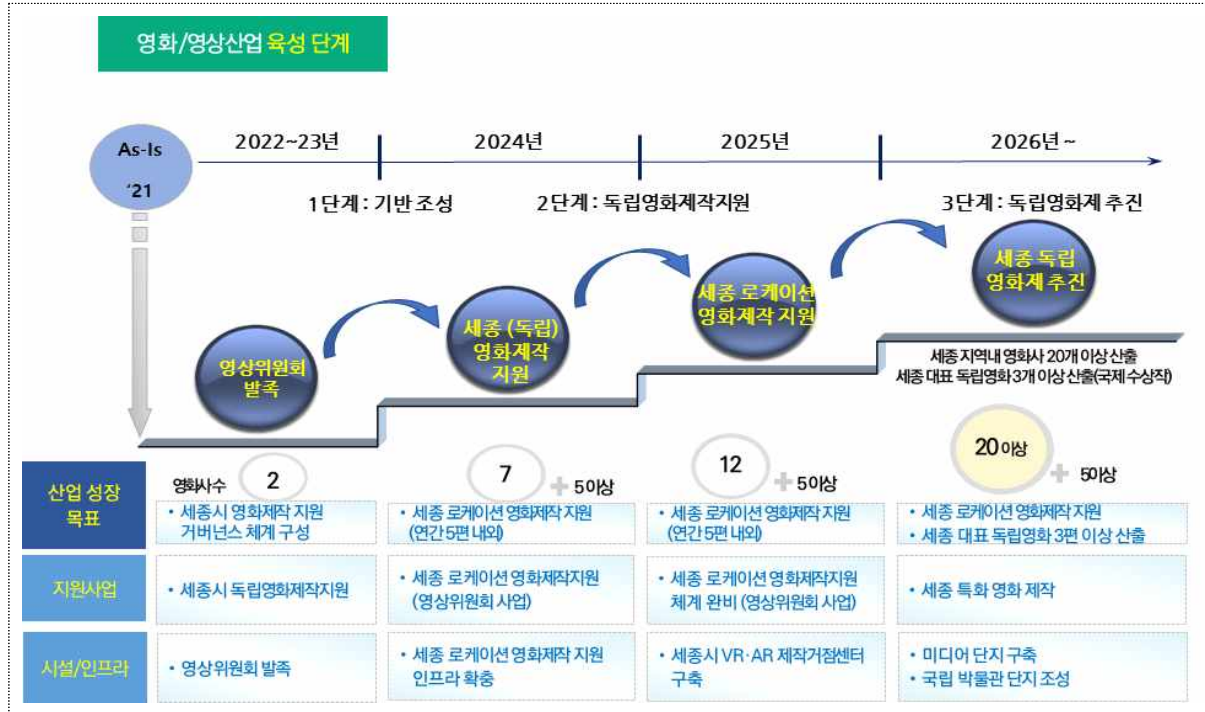 영화/영상산업 육성 단계
As-Is
‘21
2022~23년
2024년
2025년
2026년 ~
1단계 : 기반 조성
2단계 : 독립영화제작지원
3단계 : 독립영화제 추진
영상위원회
발족
세종 (독립)
영화제작
지원
세종 로케이션
영화제작 지원
세종 독립
영화제 추진
세종 지역내 영화사 20개 이상 산출
세종 대표 독립영화 3개 이상 산출(국제 수상작)
산업 성장
목표
영화사수
2
7
+ 5이상
12
+ 5이상
20 이상
+ 5이상
• 세종시 영화제작 지원
거버넌스 체계 구성
• 세종 로케이션 영화제작 지원
(연간 5편 내외)
• 세종 로케이션 영화제작 지원
(연간 5편 내외)
• 세종 로케이션 영화제작 지원
• 세종 대표 독립영화 3편 이상 산출
지원사업
• 세종시 독립영화제작지원
• 세종 로케이션 영화제작지원
(영상위원회 사업)
• 세종 로케이션 영화제작지원
체계 완비 (영상위원회 사업)
• 세종 특화 영화 제작
시설/인프라
• 영상 위원회 발족
• 세종 로케이션 영화제작 지원
인프라 확충
• 세종시 VR·AR 제작거점센터
구축
• 미디어 단지 구축
• 국립 박물관 단지 조성